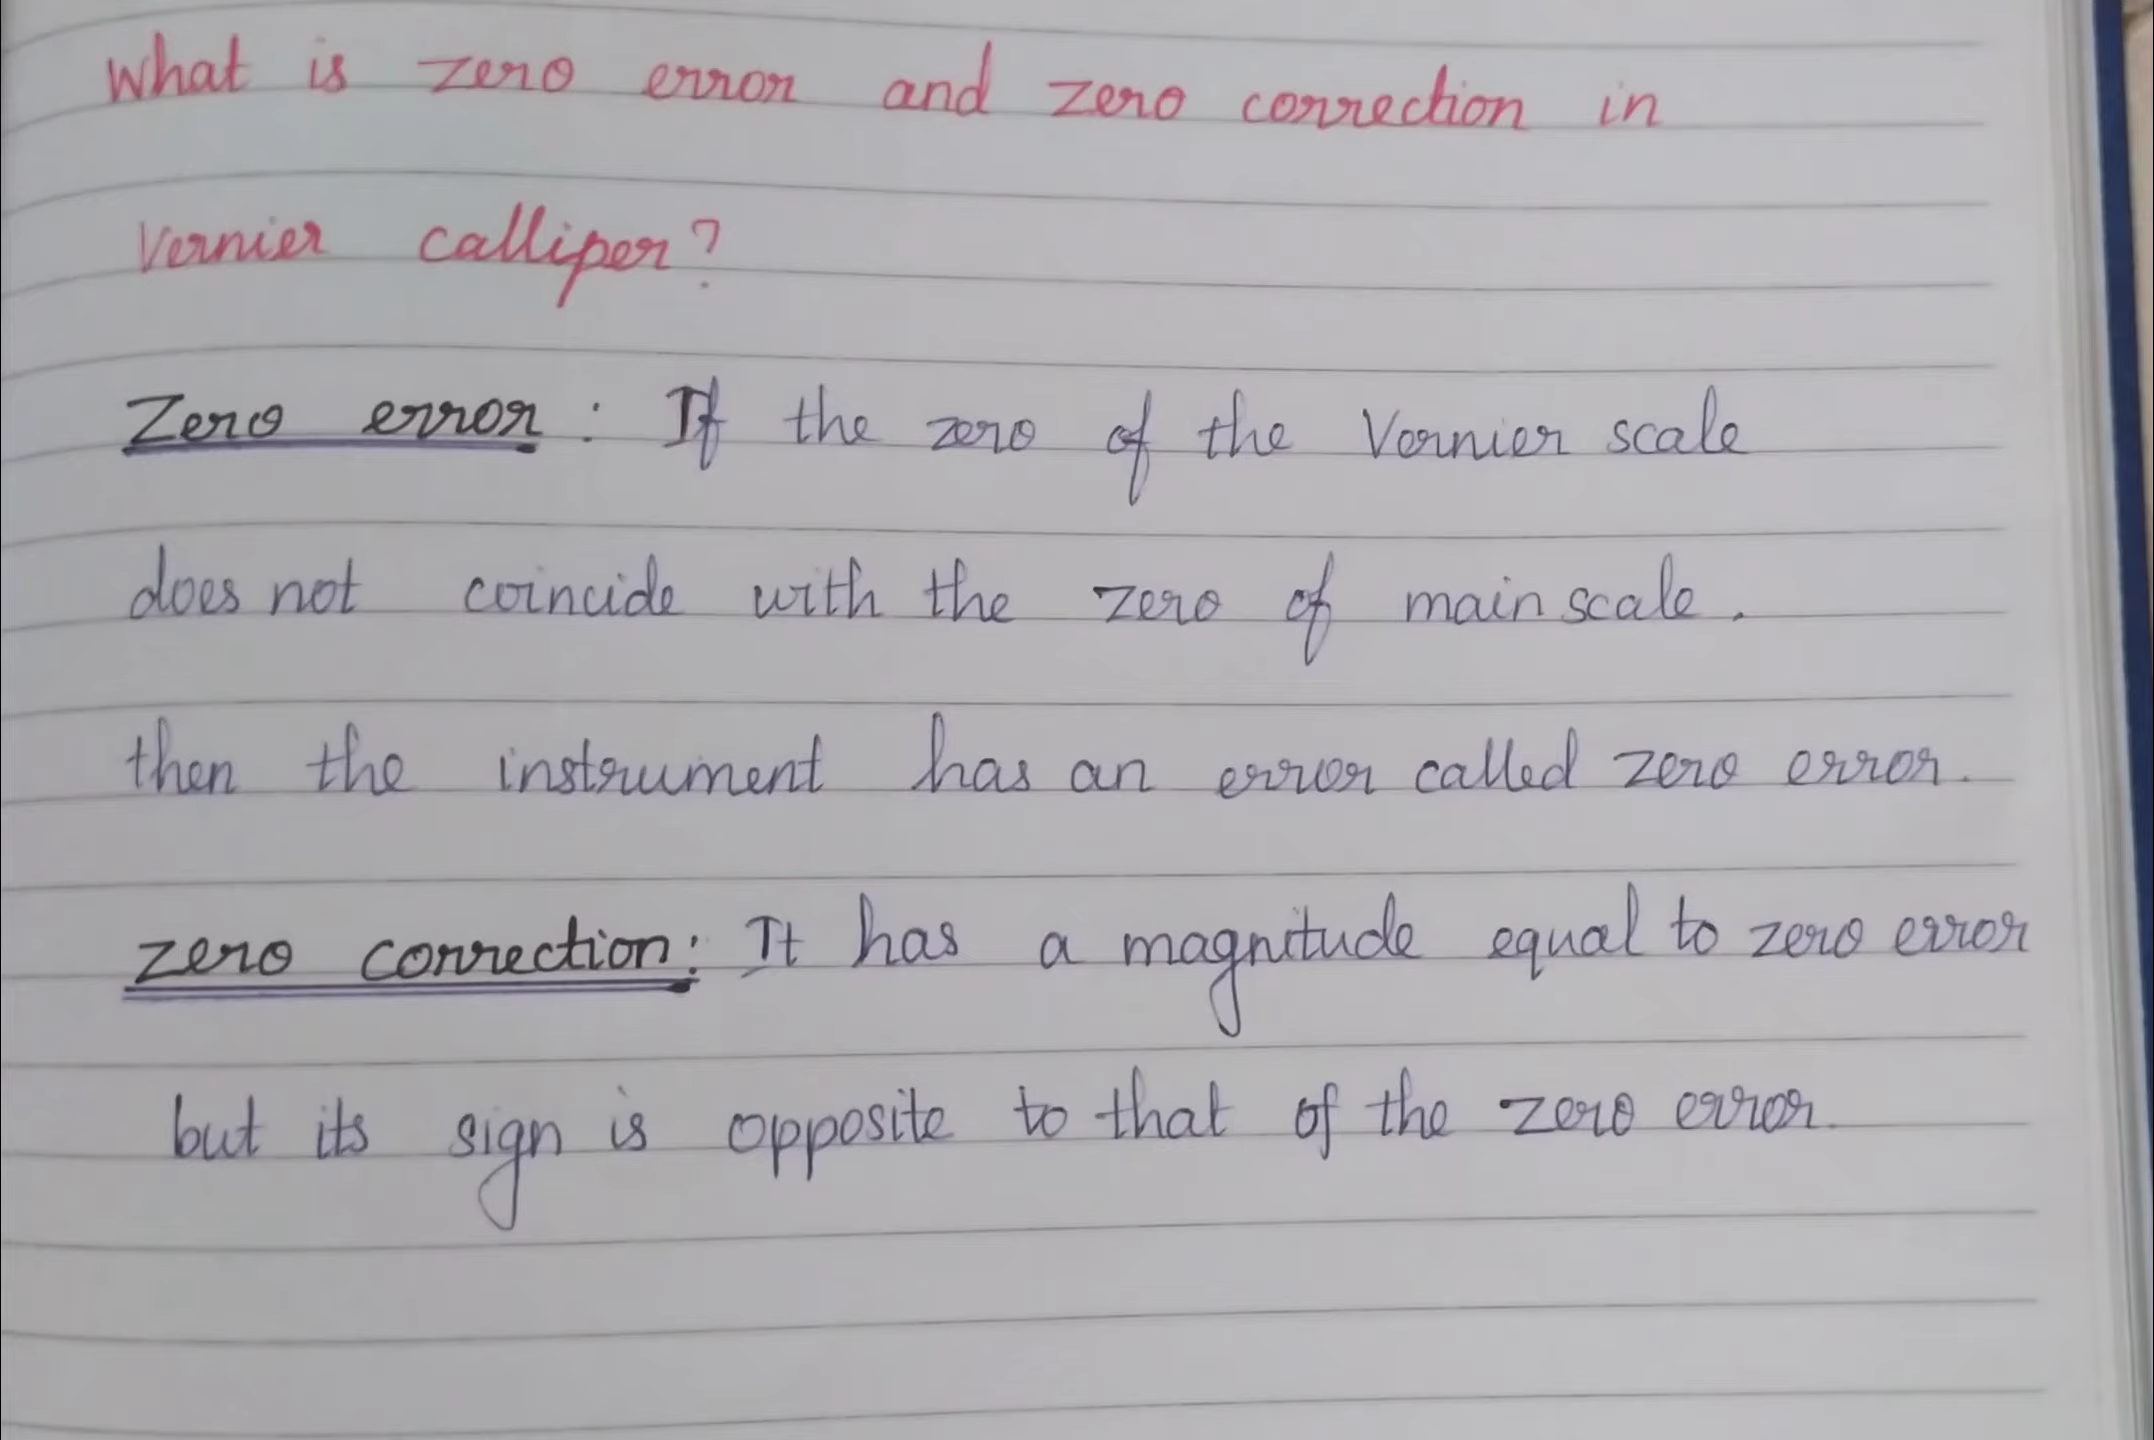 What is zero error and zero correction in
Vernier calliper?
Zero error : If the zero of the Vernier scale
does not coincide with the zero of main scale.
then the instrument has an error called zero error.
zero correction: It has a magnitude equal to zero error
but its sign is opposite to that of the zero error.